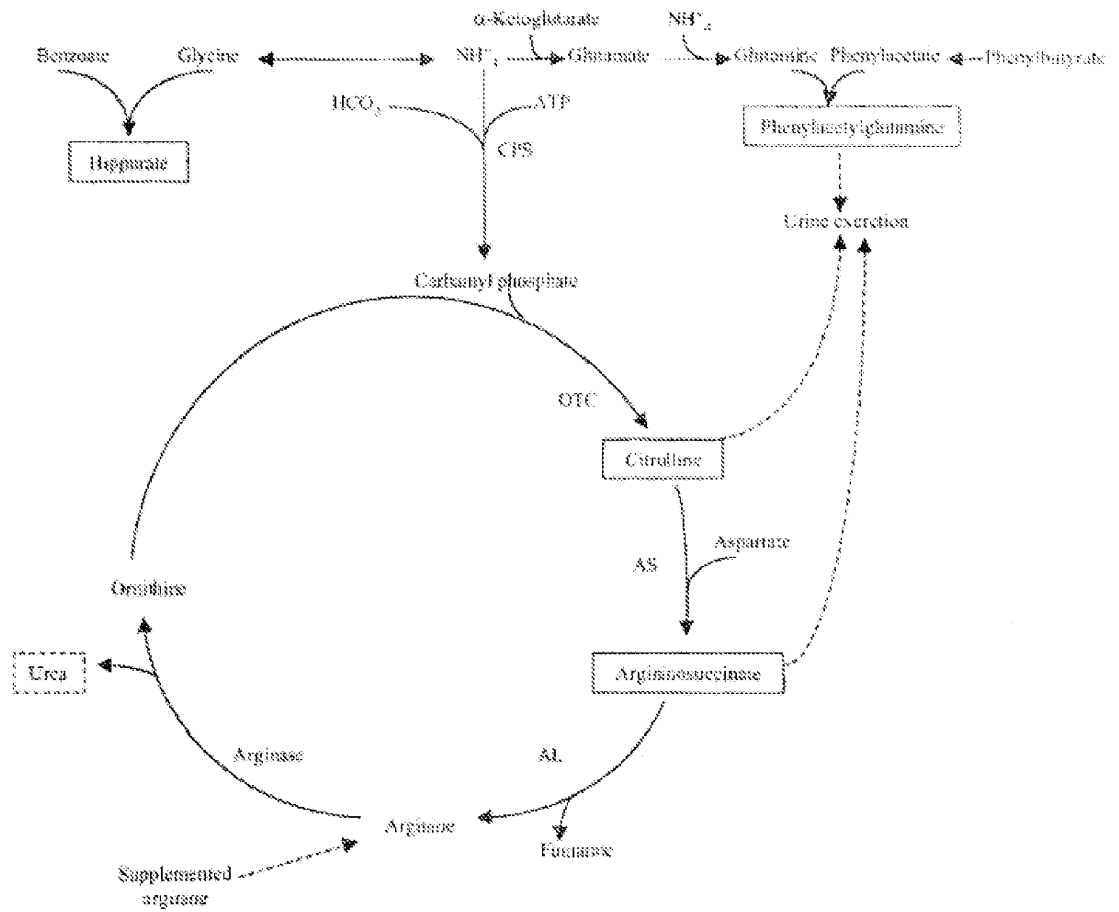 α-Ketoglutarate
NH⁺₄
Benzoate
Glycine
NH⁺₄
Glutamate
Glutamine
Phenylacetate
Phenylbutyrate
HCO₃
ATP
Phenylacetylglutamine
Hippurate
CPS
Urine excretion
Carbamyl phosphate
OTC
Citrulline
Aspartate
AS
Ornithine
Urea
Argininosuccinate
Arginase
AL
Arginine
Fumarate
Supplemented
arginine